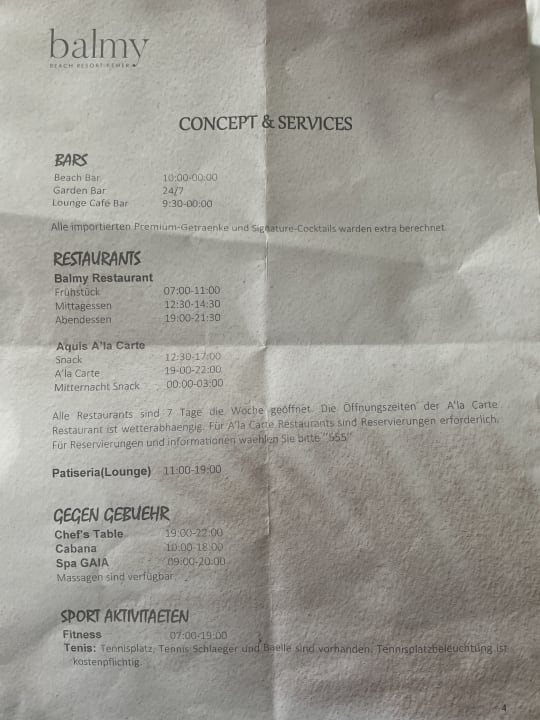 balmy
BEACH RESORT KEMER
CONCEPT & SERVICES
BARS
Beach Bar 10:00-00:00
Garden Bar 24/7
Lounge Café Bar 9:30-00:00
Alle importierten Premium-Getraenke und Signature-Cocktails warden extra berechnet.
RESTAURANTS
Balmy Restaurant
Frühstück 07:00-11:00
Mittagessen 12:30-14:30
Abendessen 19:00-21:30
Aquis A'la Carte
Snack 12:30-17:00
A'la Carte 19-00-22:00
Mitternacht Snack 00:00-03:00
Alle Restaurants sind 7 Tage die Woche geöffnet. Die Öffnungszeiten der A'la Carte
Restaurant ist wetterabhaengig. Für A'la Carte Restaurants sind Reservierungen erforderlich.
Für Reservierungen und informationen waehlen Sie bitte "555"
Patiseria(Lounge) 11:00-19:00
GEGEN GEBUEHR
Chef's Table 19:00-22:00
Cabana 10:00-18:00
Spa GAIA 09:00-20:00
Massagen sind verfügbar.
SPORT AKTIVITAETEN
Fitness 07:00-19:00
Tenis: Tennisplatz, Tennis Schlaeger und Baelle sind vorhanden. Tennisplatzbeleuchtung ist
kostenpflichtig.
4